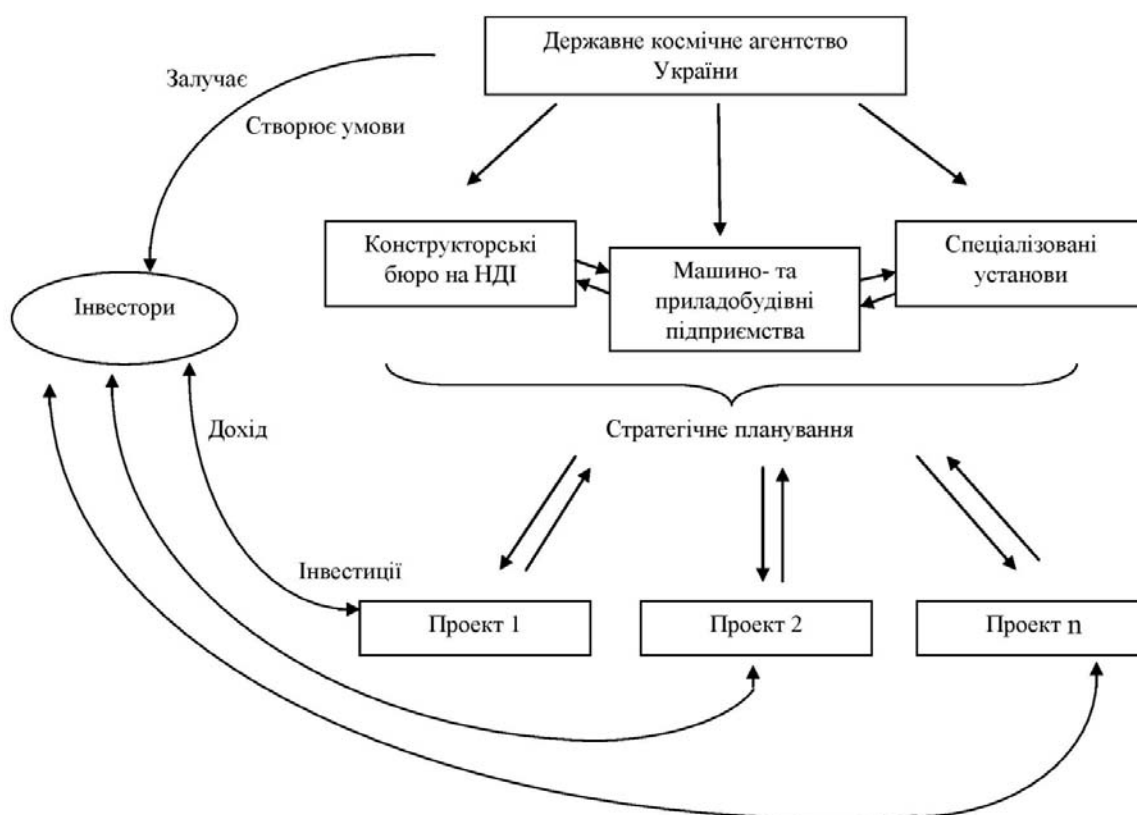 Державне космічне агентство
України
Залучає
Створює умови
Конструкторські
бюро на НДІ
Машино- та
приладобудівні
підприємства
Спеціалізовані
установи
Інвестори
Дохід
Стратегічне планування
Інвестиції
Проект 1
Проект 2
Проект n